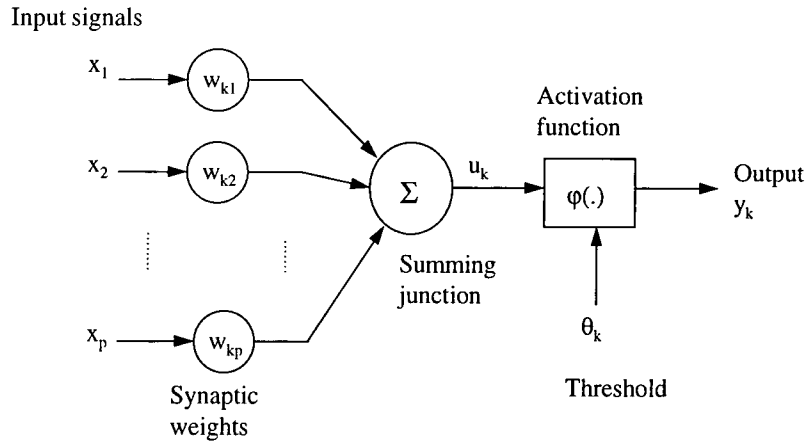 Input signals
x1
wk1
x2
wk2
xp
wkp
Synaptic
weights
Σ
Summing
junction
uk
Activation
function
φ(.)
θk
Threshold
Output
yk